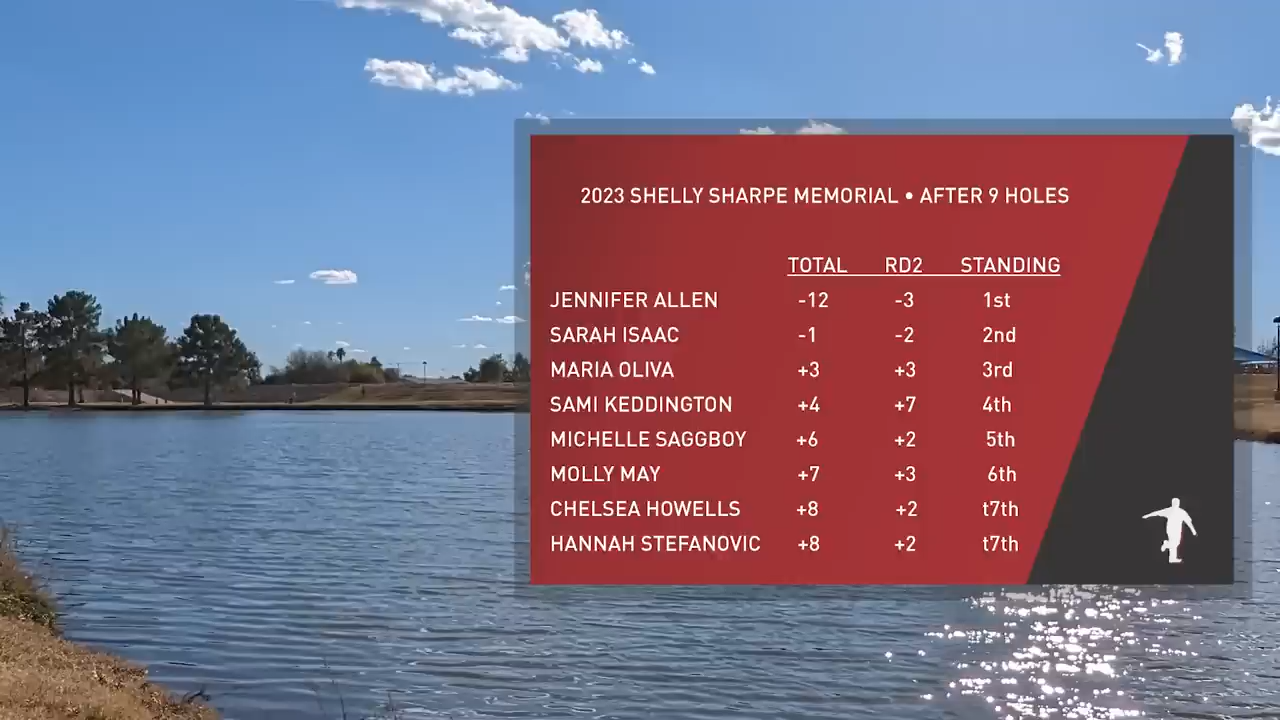 2023 SHELLY SHARPE MEMORIAL • AFTER 9 HOLES
TOTAL RD2 STANDING
JENNIFER ALLEN -12 -3 1st
SARAH ISAAC -1 -2 2nd
MARIA OLIVA +3 +3 3rd
SAMI KEDDINGTON +4 +7 4th
MICHELLE SAGGBOY +6 +2 5th
MOLLY MAY +7 +3 6th
CHELSEA HOWELLS +8 +2 t7th
HANNAH STEFANOVIC +8 +2 t7th